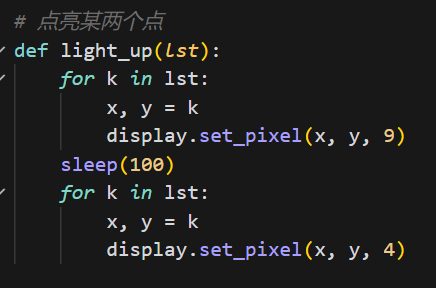 # 点亮某两个点
def light_up(lst):
    for k in lst:
        x, y = k
        display.set_pixel(x, y, 9)
    sleep(100)
    for k in lst:
        x, y = k
        display.set_pixel(x, y, 4)